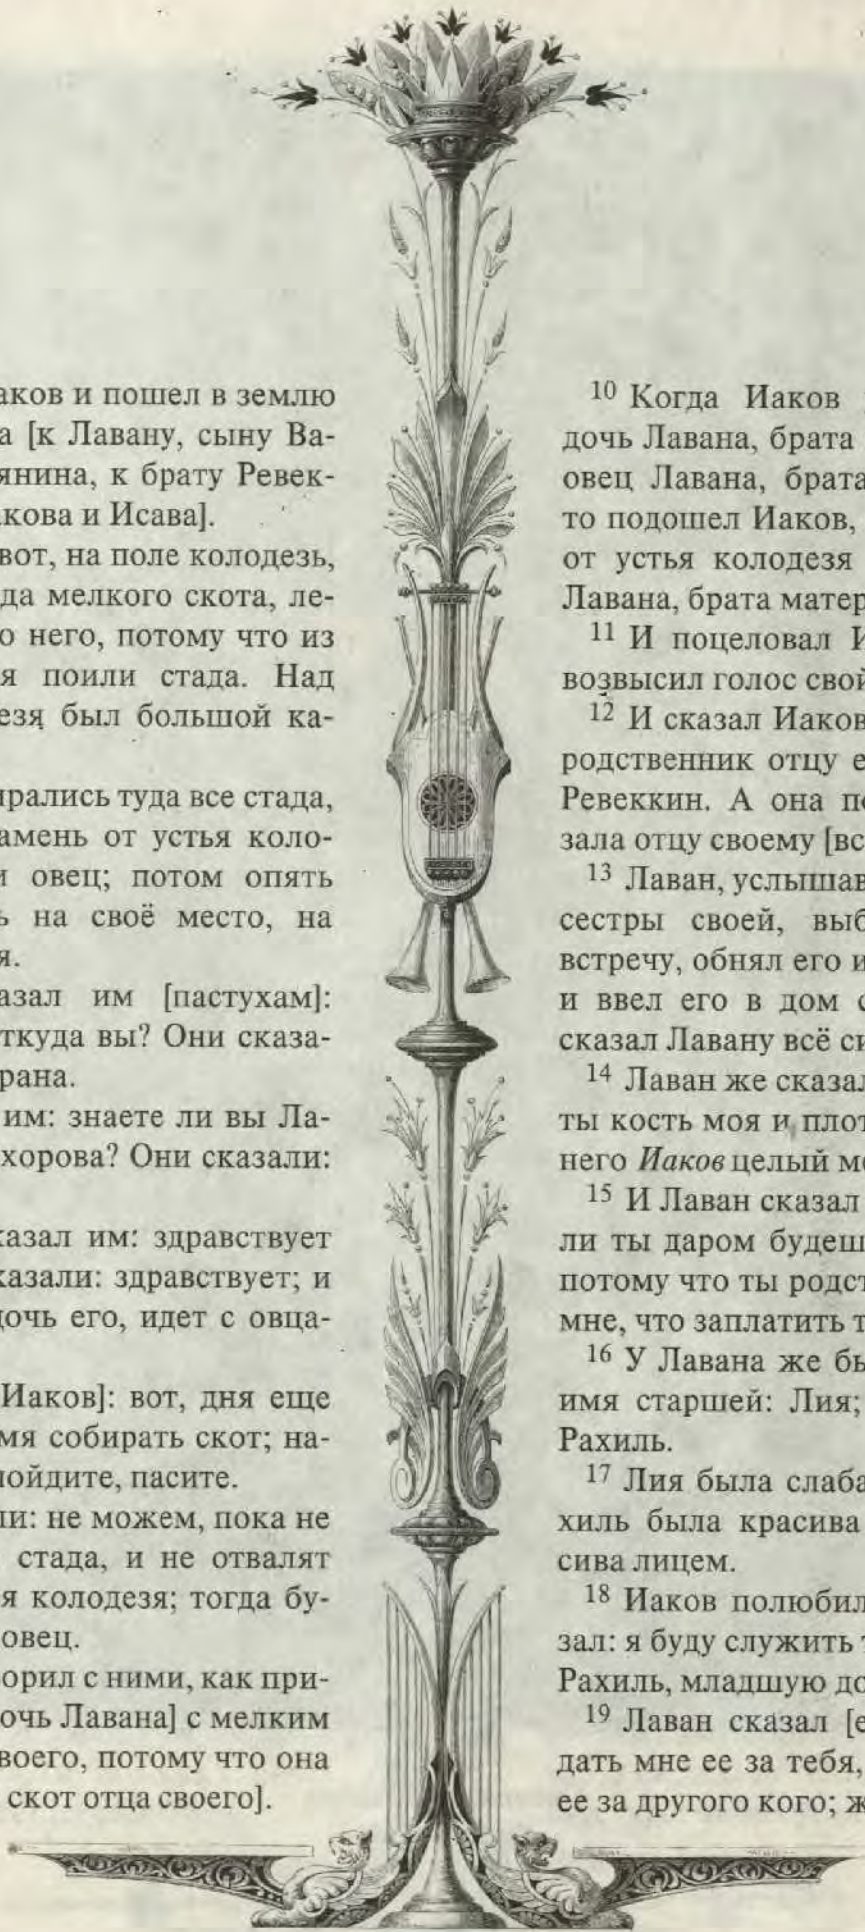 аков и пошел в землю
а [к Лавану, сыну Ва-
янина, к брату Ревек-
акова и Исава].
вот, на поле колодезь,
да мелкого скота, ле-
о него, потому что из
я поили стада. Над
езя был большой ка-
ирались туда все стада,
амень от устья коло-
и овец; потом опять
ь на своё место, на
я.
азал им [пастухам]:
ткуда вы? Они сказа-
рана.
им: знаете ли вы Ла-
хорова? Они сказали:
казал им: здравствует
казали: здравствует; и
дочь его, идет с овца-
Иаков]: вот, дня еще
мя собирать скот; на-
пойдите, пасите.
ли: не можем, пока не
стада, и не отвалят
я колодезя; тогда бу-
овец.
орил с ними, как при-
очь Лавана] с мелким
воего, потому что она
скот отца своего].
10 Когда Иаков
дочь Лавана, брата
овец Лавана, брата
то подошел Иаков,
от устья колодезя
Лавана, брата матер
11 И поцеловал И
возвысил голос свой
12 И сказал Иаков
родственник отцу е
Ревеккин. А она по
зала отцу своему [вс
13 Лаван, услышав
сестры своей, выб
встречу, обнял его и
и ввел его в дом с
сказал Лавану всё си
14 Лаван же сказал
ты кость моя и плот
него Иаков целый ме
15 И Лаван сказал
ли ты даром будеш
потому что ты родст
мне, что заплатить т
16 У Лавана же бы
имя старшей: Лия;
Рахиль.
17 Лия была слаба
хиль была красива
сива лицем.
18 Иаков полюбил
зал: я буду служить т
Рахиль, младшую до
19 Лаван сказал [е
дать мне ее за тебя,
ее за другого кого; ж